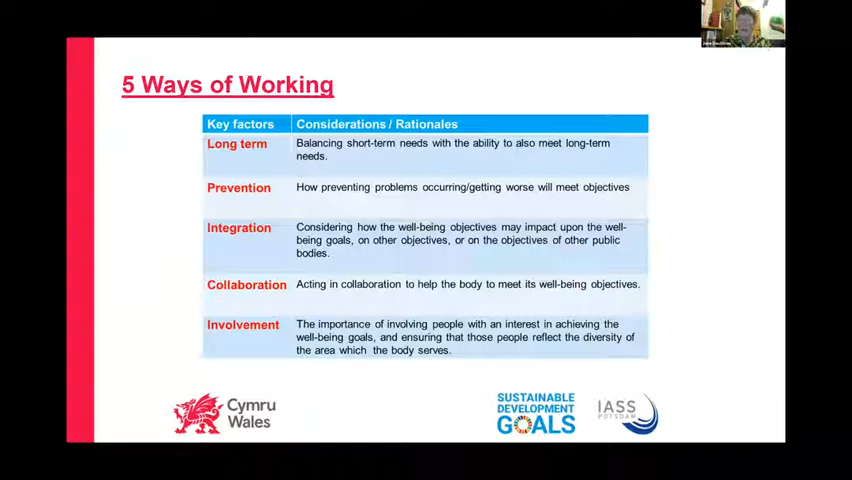 5 Ways of Working
Key factors
Considerations / Rationales
Long term
Balancing short-term needs with the ability to also meet long-term
needs.
Prevention
How preventing problems occurring/getting worse will meet objectives
Integration
Considering how the well-being objectives may impact upon the well-
being goals, on other objectives, or on the objectives of other public
bodies.
Collaboration
Acting in collaboration to help the body to meet its well-being objectives.
Involvement
The importance of involving people with an interest in achieving the
well-being goals, and ensuring that those people reflect the diversity of
the area which the body serves.
Cymru
Wales
SUSTAINABLE
DEVELOPMENT
GOALS
IASS
POTSDAM